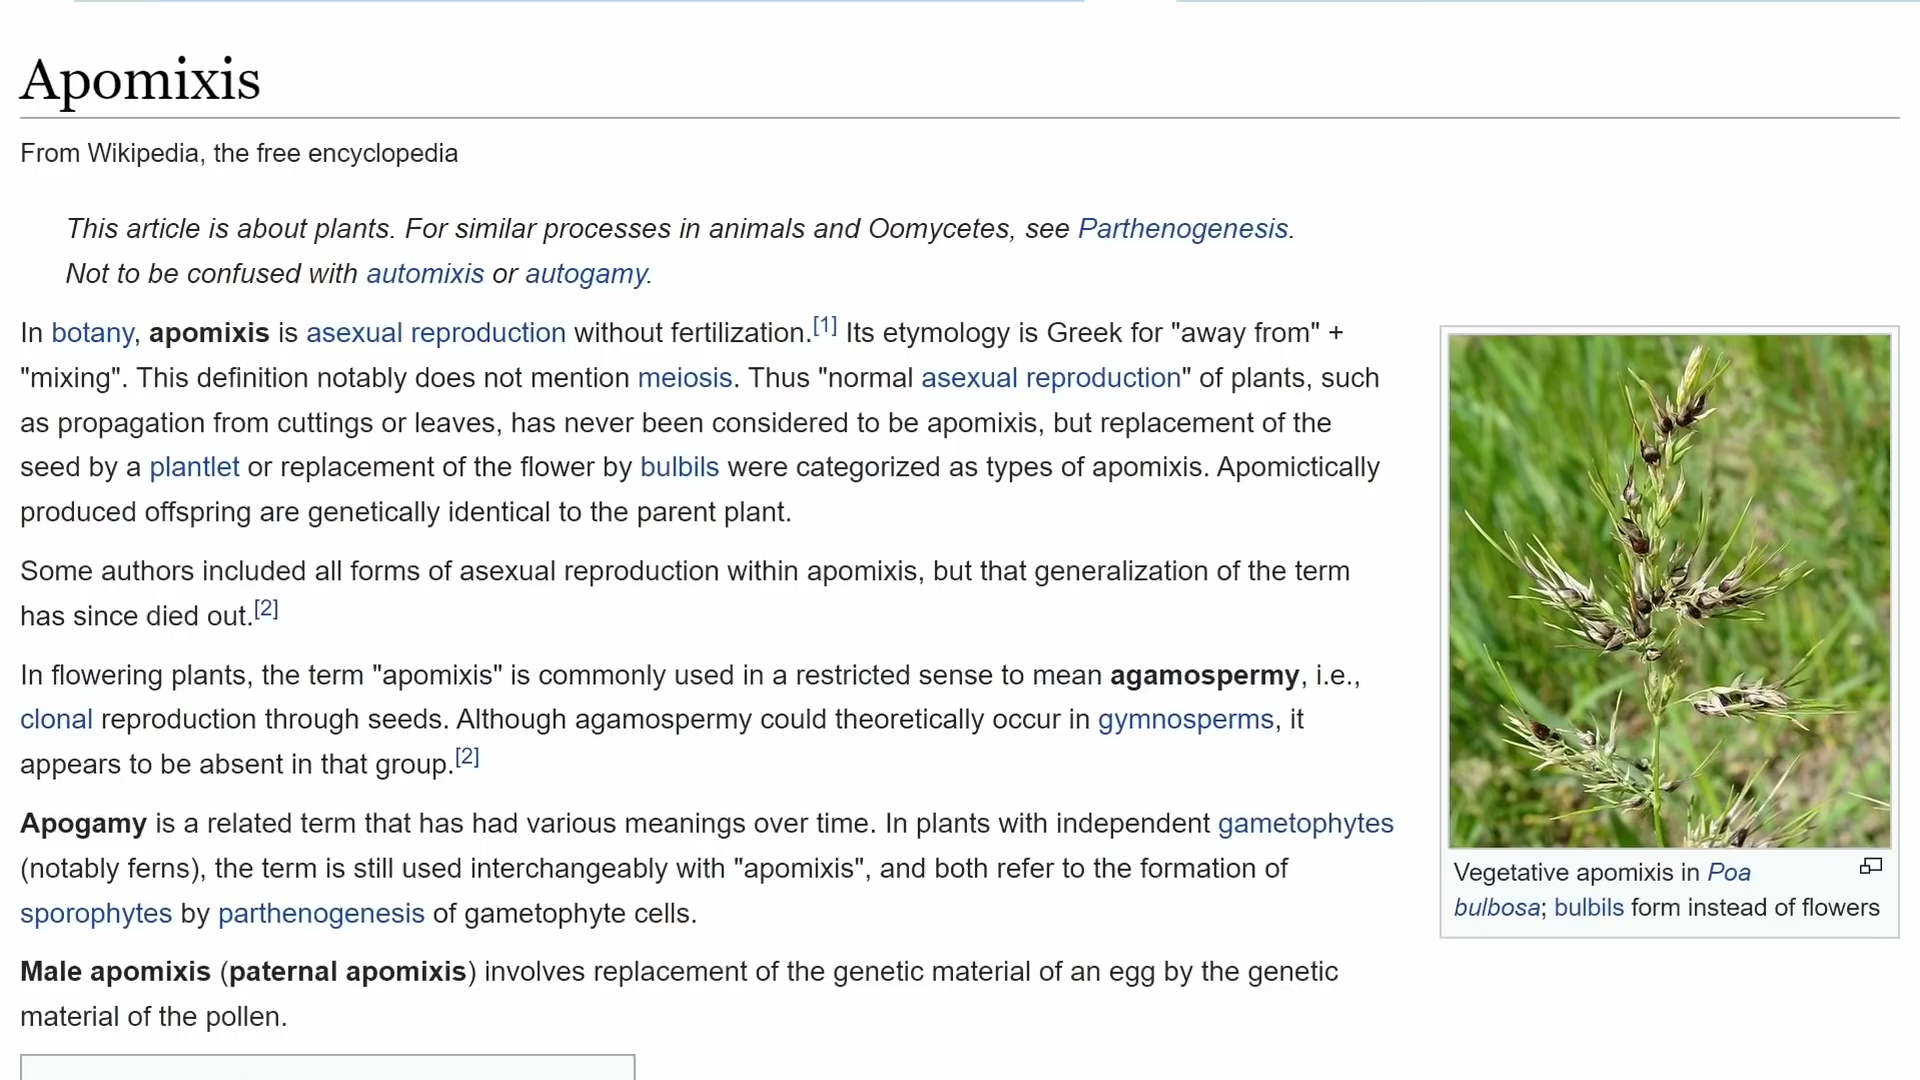 Apomixis
From Wikipedia, the free encyclopedia
This article is about plants. For similar processes in animals and Oomycetes, see Parthenogenesis.
Not to be confused with automixis or autogamy.
In botany, apomixis is asexual reproduction without fertilization.[1] Its etymology is Greek for "away from" +
"mixing". This definition notably does not mention meiosis. Thus "normal asexual reproduction" of plants, such
as propagation from cuttings or leaves, has never been considered to be apomixis, but replacement of the
seed by a plantlet or replacement of the flower by bulbils were categorized as types of apomixis. Apomictically
produced offspring are genetically identical to the parent plant.
Some authors included all forms of asexual reproduction within apomixis, but that generalization of the term
has since died out.[2]
In flowering plants, the term "apomixis" is commonly used in a restricted sense to mean agamospermy, i.e.,
clonal reproduction through seeds. Although agamospermy could theoretically occur in gymnosperms, it
appears to be absent in that group.[2]
Apogamy is a related term that has had various meanings over time. In plants with independent gametophytes
(notably ferns), the term is still used interchangeably with "apomixis", and both refer to the formation of
sporophytes by parthenogenesis of gametophyte cells.
Male apomixis (paternal apomixis) involves replacement of the genetic material of an egg by the genetic
material of the pollen.
Vegetative apomixis in Poa
bulbosa; bulbils form instead of flowers